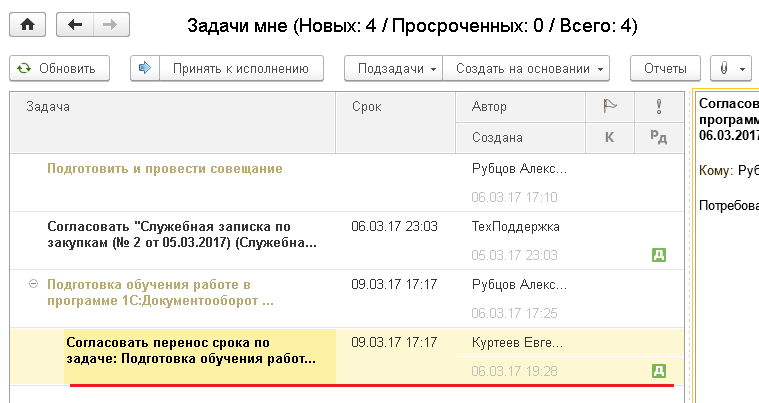 Задачи мне (Новых: 4 / Просроченных: 0 / Всего: 4)
Обновить
Принять к исполнению
Подзадачи
Создать на основании
Отчеты
Задача
Срок
Автор
Создана
К
Рд
Подготовить и провести совещание
Рубцов Алекс...
06.03.17 17:10
Согласовать "Служебная записка по
закупкам (№ 2 от 05.03.2017) (Служебна...
06.03.17 23:03
ТехПоддержка
05.03.17 23:03
Д
Подготовка обучения работе в
программе 1С:Документооборот ...
09.03.17 17:17
Рубцов Алекс...
06.03.17 17:25
Согласовать перенос срока по
задаче: Подготовка обучения работ...
09.03.17 17:17
Куртеев Евге...
06.03.17 19:28
Д
Согласов
программ
06.03.2017
Кому: Руб
Потребова